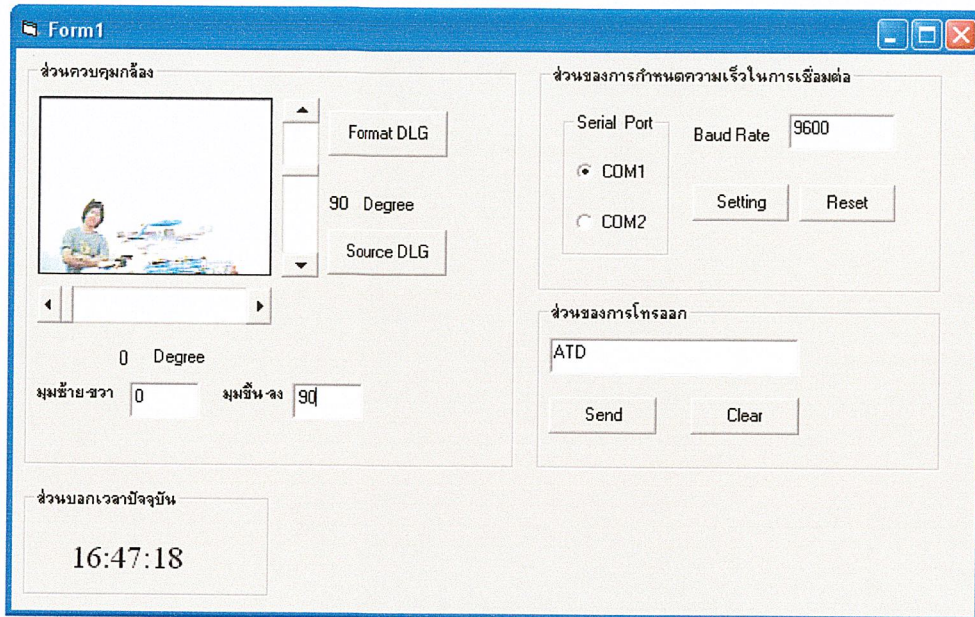 Form1
ส่วนควบคุมกล้อง
Format DLG
90 Degree
Source DLG
0 Degree
มุมซ้าย-ขวา 0 มุมขึ้น-ลง 90
ส่วนบอกเวลาปัจจุบัน
16:47:18
ส่วนของการกำหนดความเร็วในการเชื่อมต่อ
Serial Port
COM1
COM2
Baud Rate 9600
Setting Reset
ส่วนของการโทรออก
ATD
Send Clear